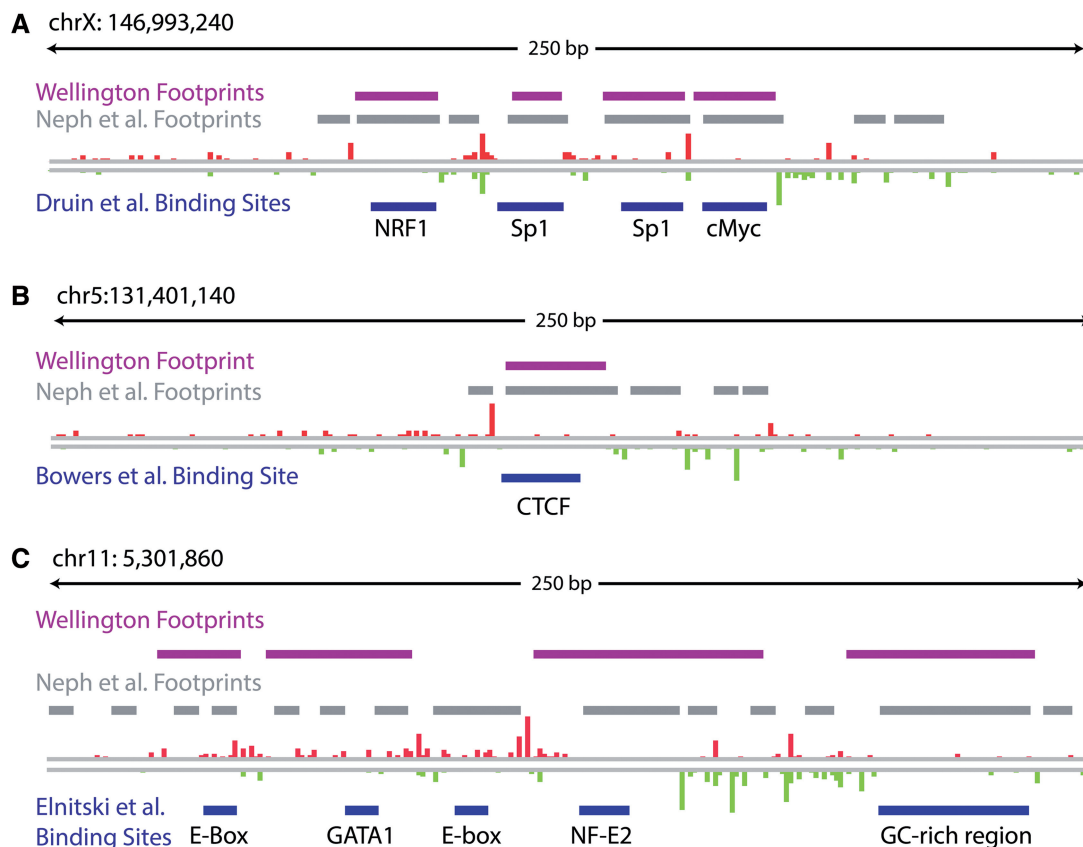 A chrX: 146,993,240
250 bp
Wellington Footprints
Neph et al. Footprints
Druin et al. Binding Sites
NRF1 Sp1 Sp1 cMyc
B chr5:131,401,140
250 bp
Wellington Footprint
Neph et al. Footprints
Bowers et al. Binding Site
CTCF
C chr11: 5,301,860
250 bp
Wellington Footprints
Neph et al. Footprints
Elnitski et al.
Binding Sites E-Box GATA1 E-box NF-E2 GC-rich region